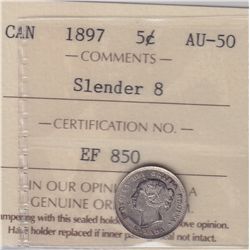 CAN 1897 5¢ AU-50
— COMMENTS —
Slender 8
— CERTIFICATION NO. —
EF 850
IN OUR OPIN A
GENUINE OR
mpering with this sealed hold ove opinion.
Have holder replaced if inner not intact.